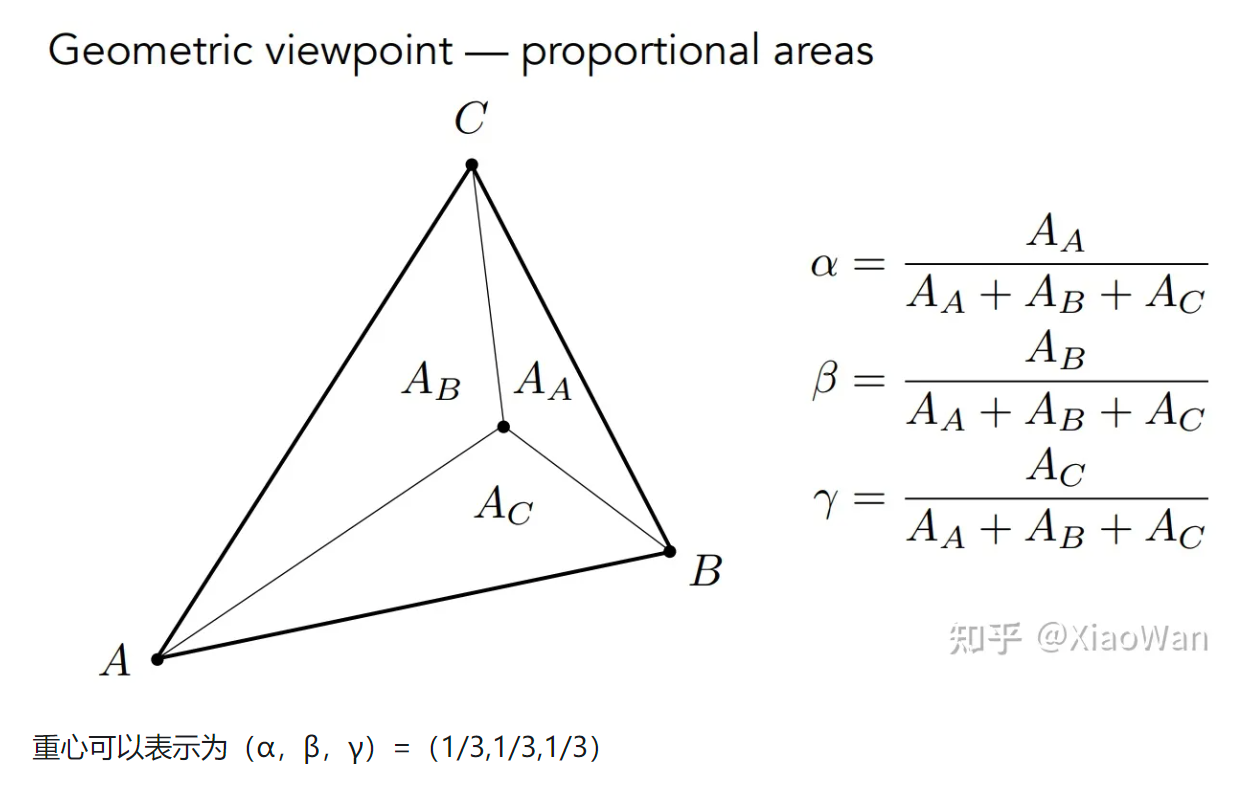 Geometric viewpoint — proportional areas
C
α = A_A / (A_A + A_B + A_C)
β = A_B / (A_A + A_B + A_C)
A_B A_A
γ = A_C / (A_A + A_B + A_C)
A_C
B
A
知乎 @XiaoWan
重心可以表示为（α，β，γ）=（1/3,1/3,1/3）